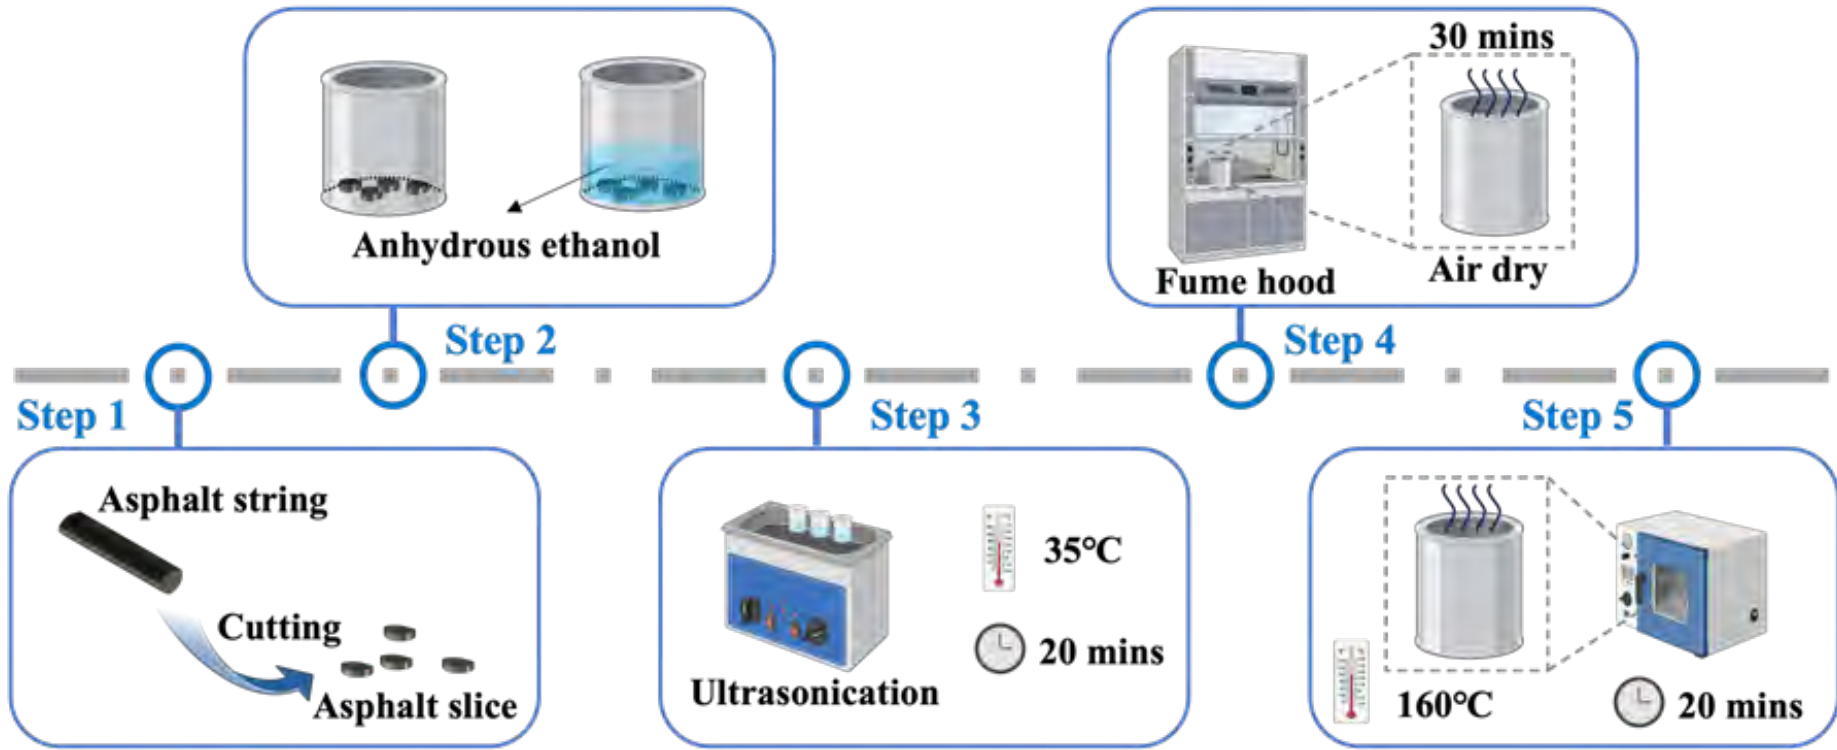 Step 1
Asphalt string
Cutting
Asphalt slice
Step 2
Anhydrous ethanol
Step 3
Ultrasonication
35°C
20 mins
Step 4
30 mins
Fume hood
Air dry
Step 5
160°C
20 mins